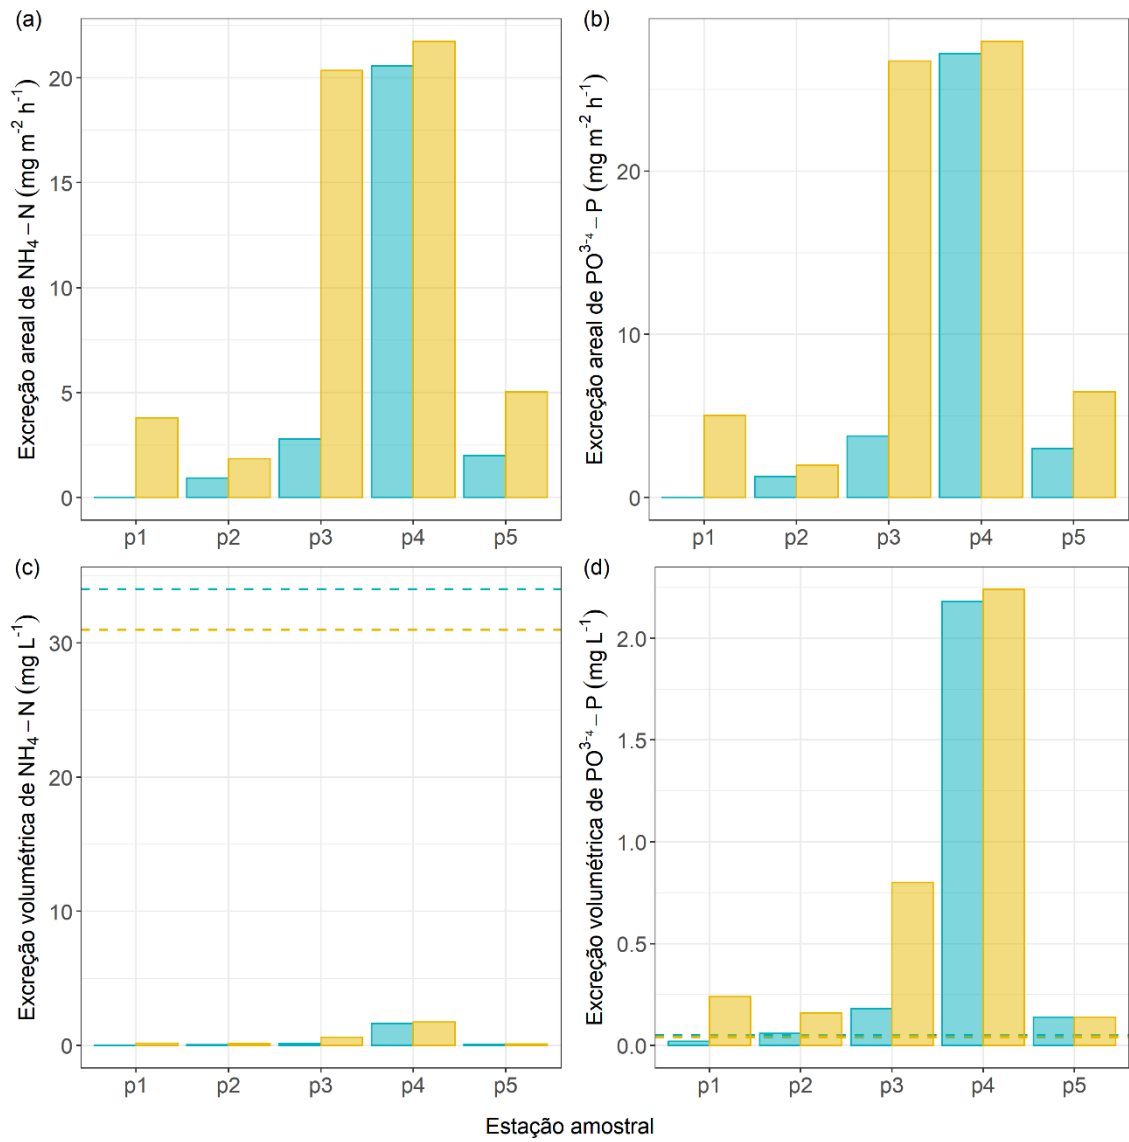 (a)
Excreção areal de NH₄ – N (mg m⁻² h⁻¹)
20
15
10
5
0
p1 p2 p3 p4 p5
(b)
Excreção areal de PO³⁻⁴ – P (mg m⁻² h⁻¹)
20
10
0
p1 p2 p3 p4 p5
(c)
Excreção volumétrica de NH₄ – N (mg L⁻¹)
30
20
10
0
p1 p2 p3 p4 p5
(d)
Excreção volumétrica de PO³⁻⁴ – P (mg L⁻¹)
2.0
1.5
1.0
0.5
0.0
p1 p2 p3 p4 p5
Estação amostral